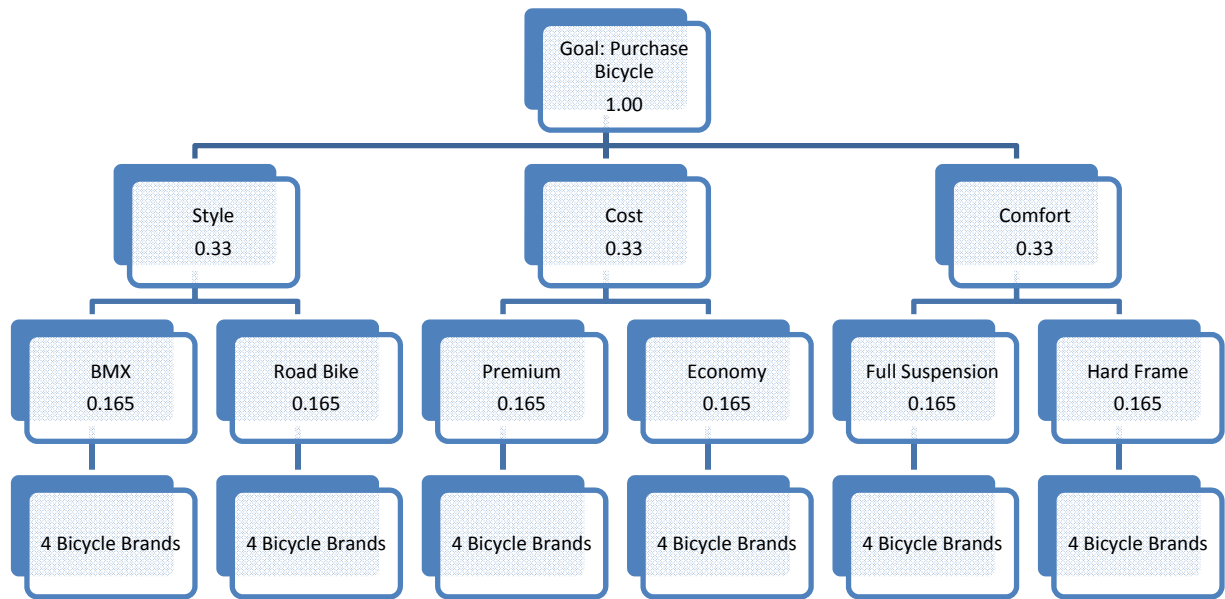 Goal: Purchase
Bicycle
1.00
Style
0.33
Cost
0.33
Comfort
0.33
BMX
0.165
Road Bike
0.165
Premium
0.165
Economy
0.165
Full Suspension
0.165
Hard Frame
0.165
4 Bicycle Brands
4 Bicycle Brands
4 Bicycle Brands
4 Bicycle Brands
4 Bicycle Brands
4 Bicycle Brands